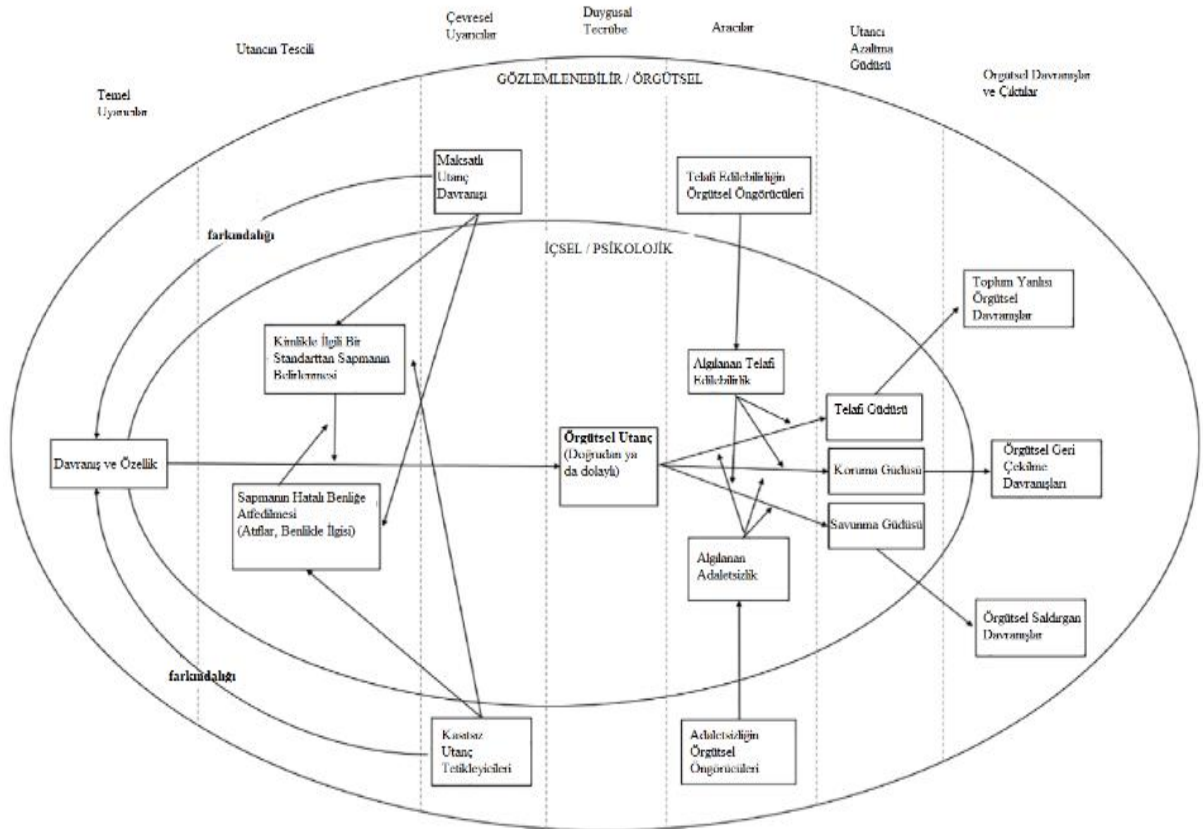 Temel
Uyarıcılar
Utancın Tescili
Çevresel
Uyarıcılar
Duygusal
Tecrübe
Aracılar
Utancı
Azaltma
Güdüsü
Örgütsel Davranışlar
ve Çıktılar
GÖZLEMLENEBİLİR / ÖRGÜTSEL
İÇSEL / PSİKOLOJİK
Maksatlı
Utanç
Davranışı
Telafi Edilebilirliğin
Örgütsel Öngörücüleri
farkındalığı
Kimlikle İlgili Bir
Standarttan Sapmanın
Belirlenmesi
Algılanan Telafi
Edilebilirlik
Toplum Yanlısı
Örgütsel
Davranışlar
Davranış ve Özellik
Örgütsel Utanç
(Doğrudan ya
da dolaylı)
Telafi Güdüsü
Koruma Güdüsü
Savunma Güdüsü
Örgütsel Geri
Çekilme
Davranışları
Sapmanın Hatalı Benliğe
Atfedilmesi
(Atıflar, Benlikle İlgisi)
Algılanan
Adaletsizlik
Örgütsel Saldırgan
Davranışlar
farkındalığı
Kasıtsız
Utanç
Tetikleyicileri
Adaletsizliğin
Örgütsel
Öngörücüleri